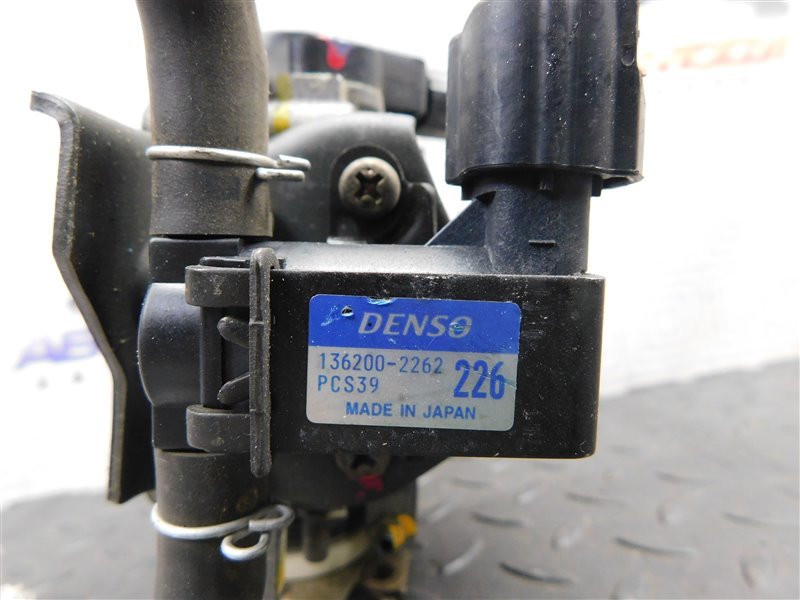 DENSO
136200-2262
PCS39 226
MADE IN JAPAN